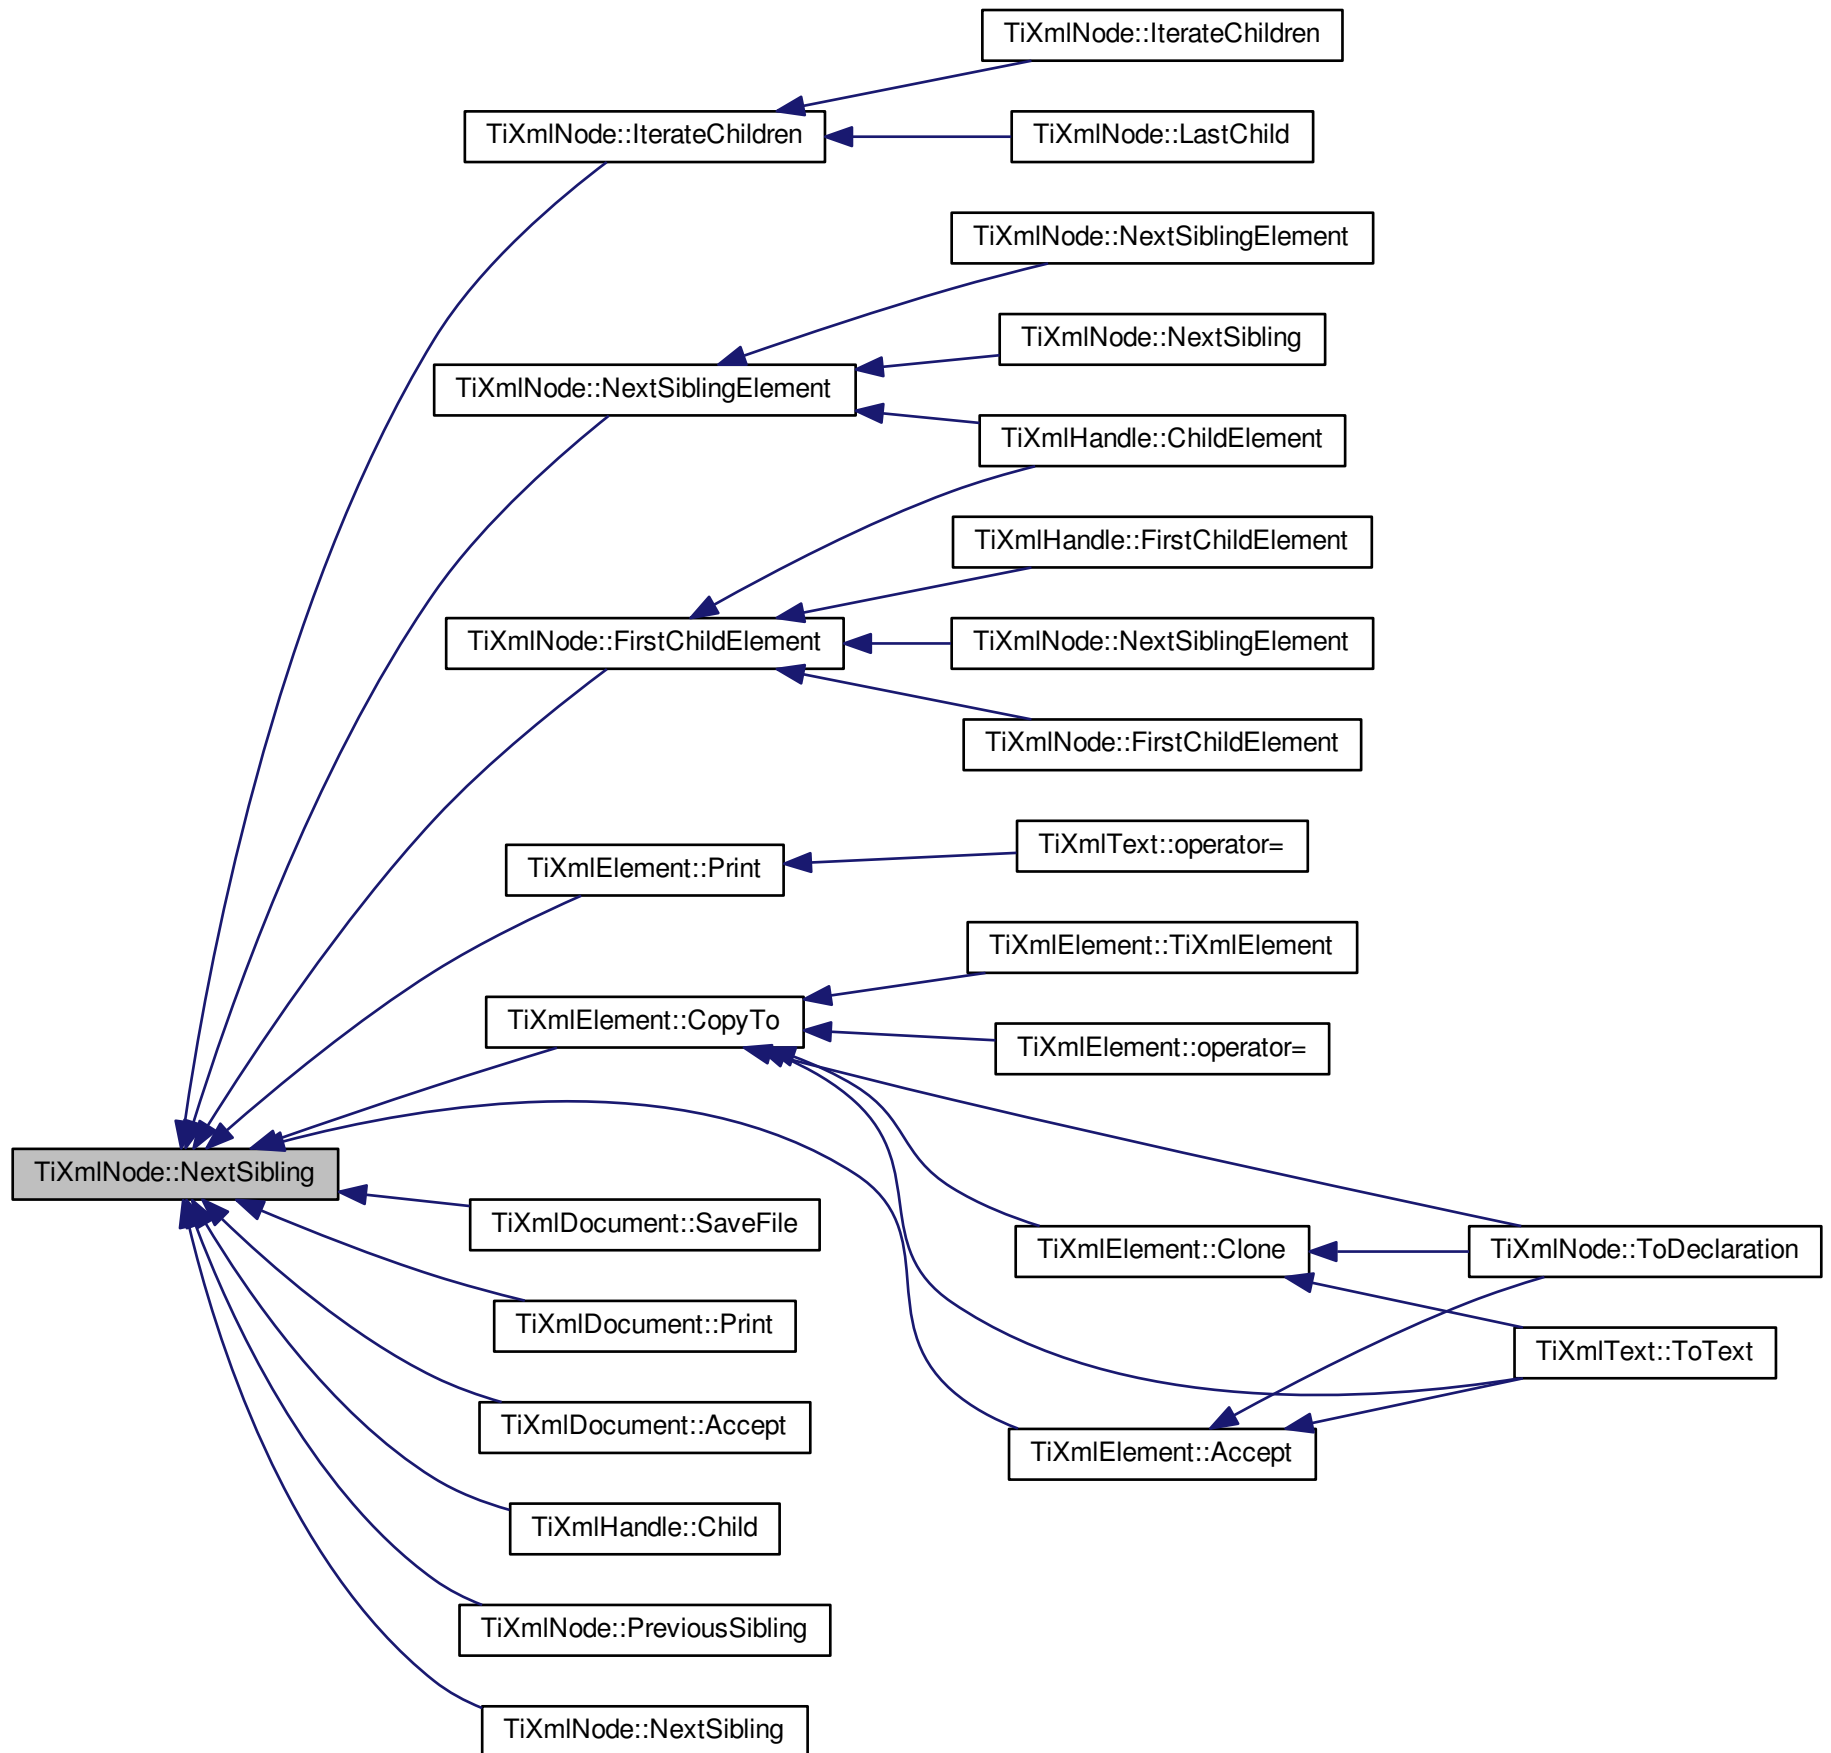 TiXmlNode::IterateChildren
TiXmlNode::IterateChildren
TiXmlNode::LastChild
TiXmlNode::NextSiblingElement
TiXmlNode::NextSibling
TiXmlNode::NextSiblingElement
TiXmlHandle::ChildElement
TiXmlHandle::FirstChildElement
TiXmlNode::FirstChildElement
TiXmlNode::NextSiblingElement
TiXmlNode::FirstChildElement
TiXmlText::operator=
TiXmlElement::Print
TiXmlElement::TiXmlElement
TiXmlElement::CopyTo
TiXmlElement::operator=
TiXmlNode::NextSibling
TiXmlDocument::SaveFile
TiXmlElement::Clone
TiXmlNode::ToDeclaration
TiXmlDocument::Print
TiXmlText::ToText
TiXmlDocument::Accept
TiXmlElement::Accept
TiXmlHandle::Child
TiXmlNode::PreviousSibling
TiXmlNode::NextSibling